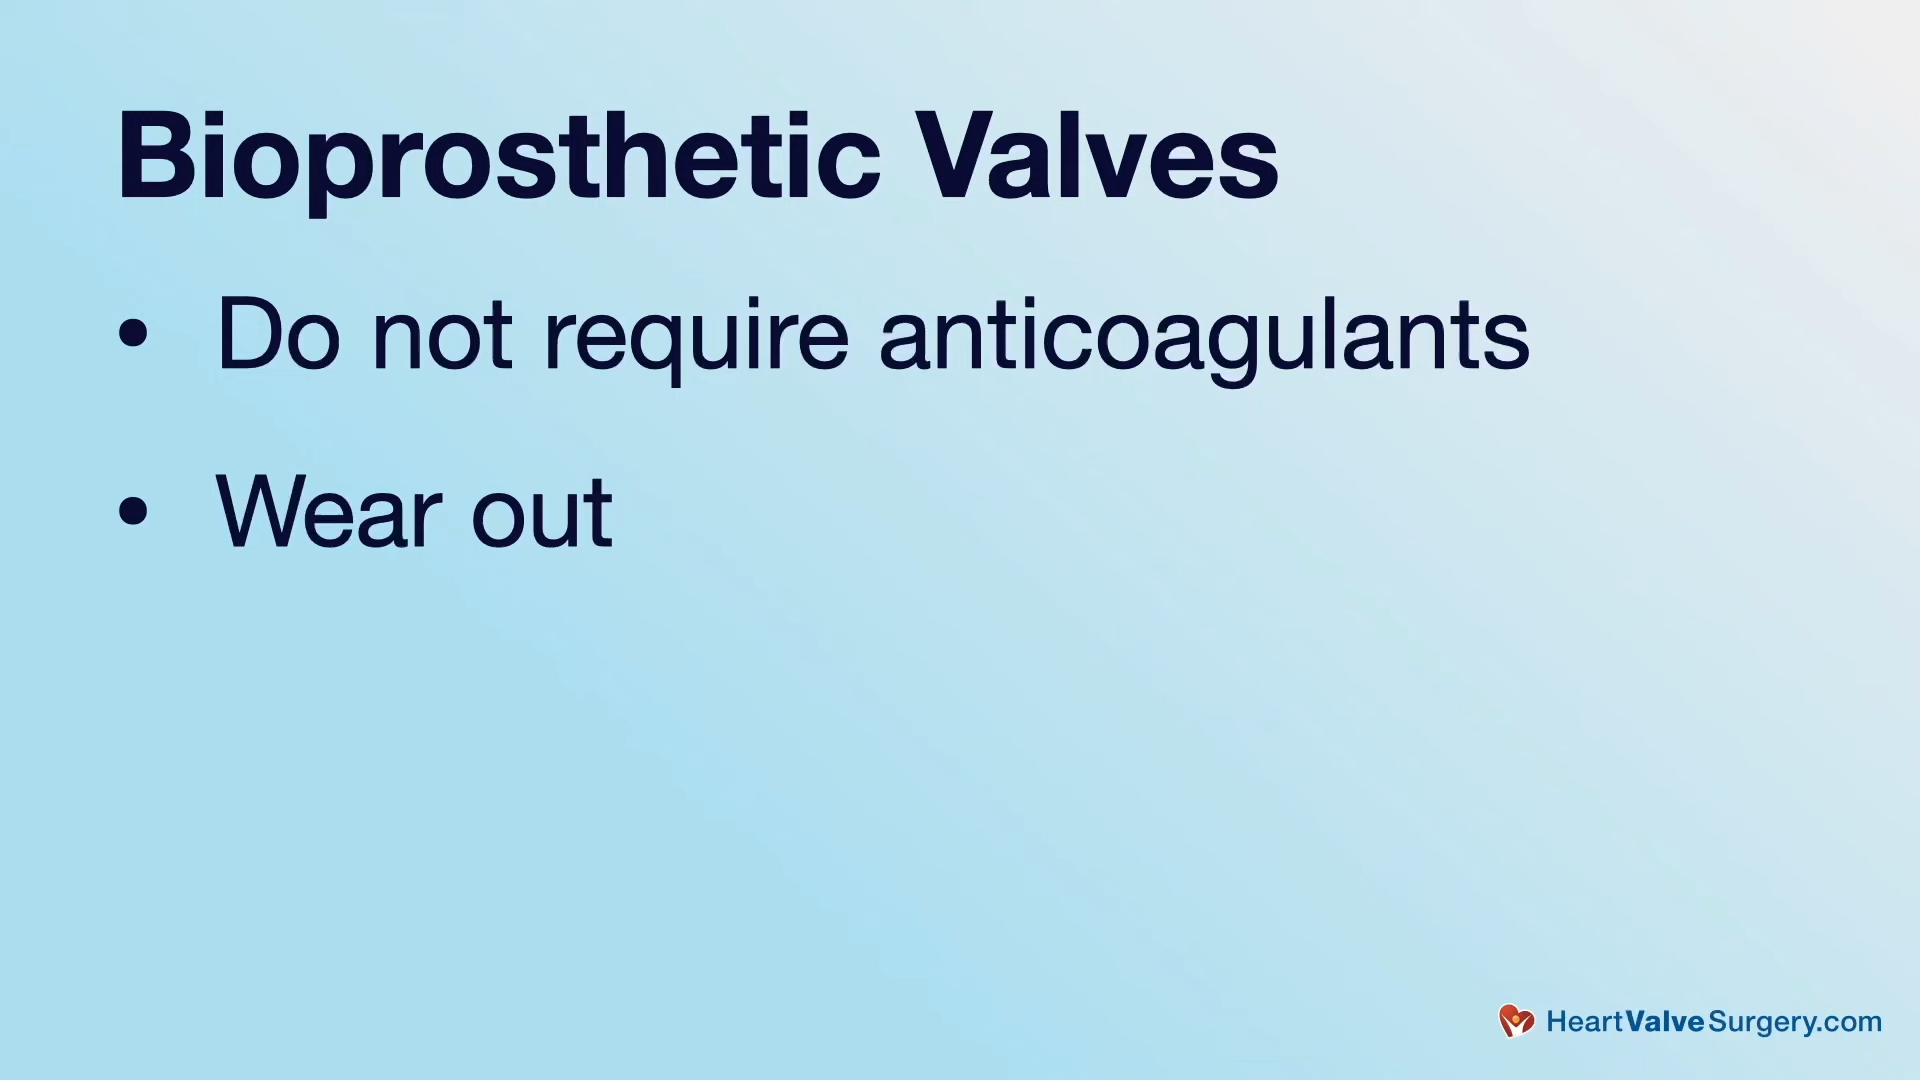 Bioprosthetic Valves
• Do not require anticoagulants
• Wear out
HeartValveSurgery.com